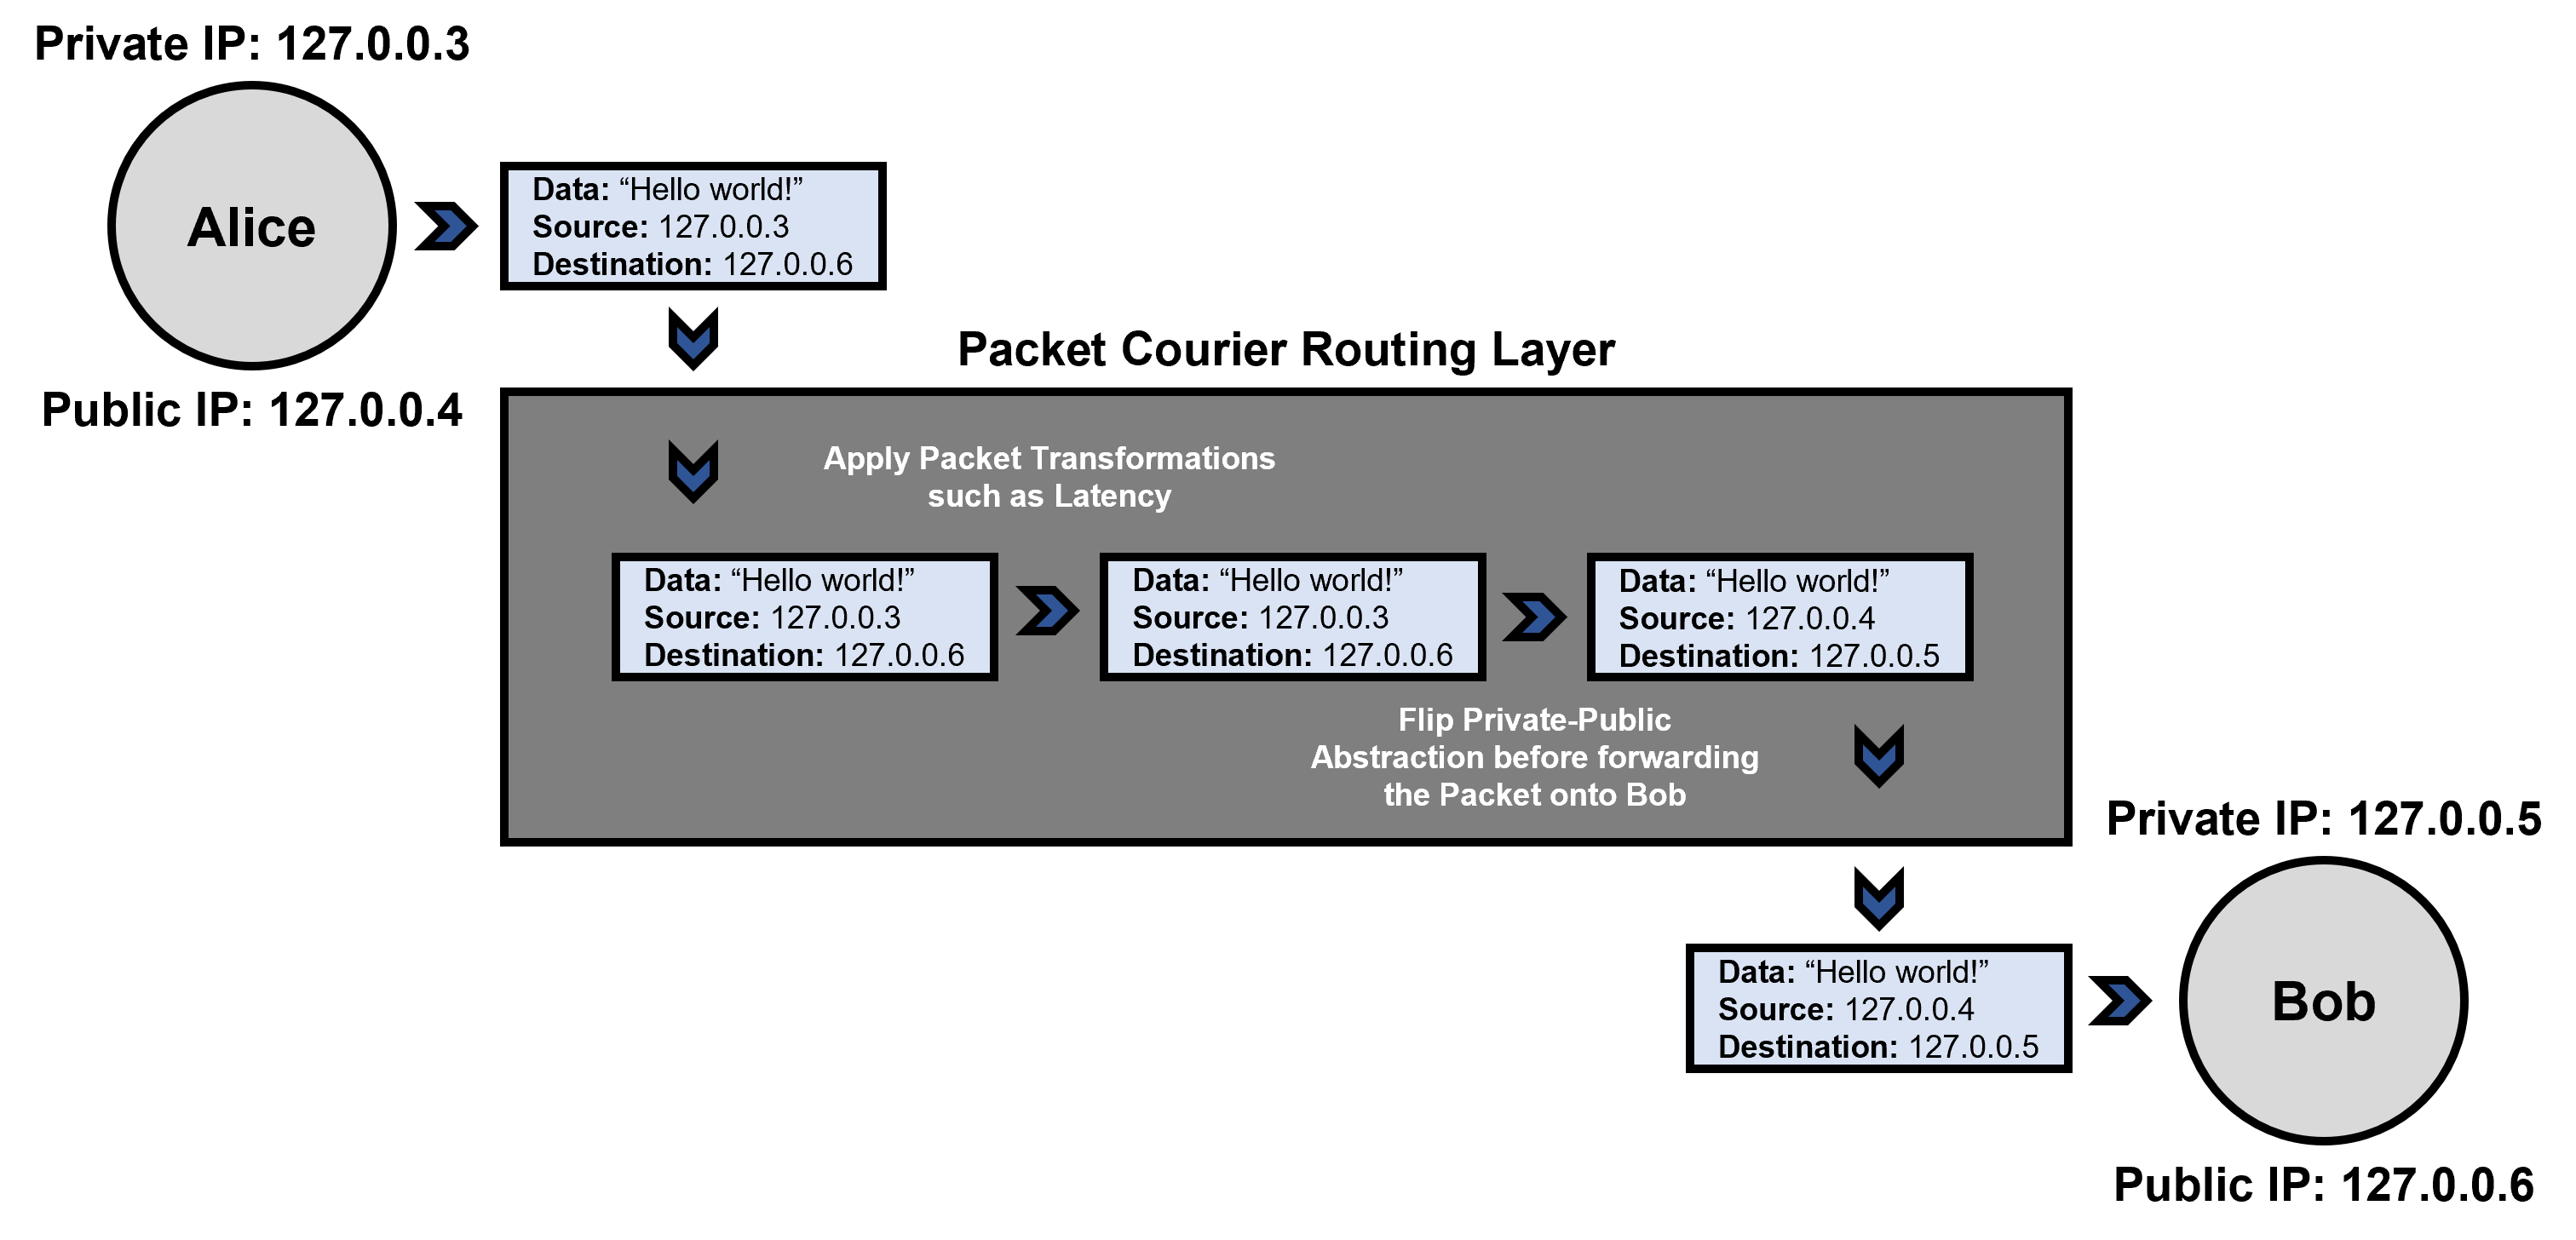 Private IP: 127.0.0.3
Alice
Public IP: 127.0.0.4
Data: “Hello world!”
Source: 127.0.0.3
Destination: 127.0.0.6
Packet Courier Routing Layer
Apply Packet Transformations
such as Latency
Data: “Hello world!”
Source: 127.0.0.3
Destination: 127.0.0.6
Data: “Hello world!”
Source: 127.0.0.3
Destination: 127.0.0.6
Data: “Hello world!”
Source: 127.0.0.4
Destination: 127.0.0.5
Flip Private-Public
Abstraction before forwarding
the Packet onto Bob
Data: “Hello world!”
Source: 127.0.0.4
Destination: 127.0.0.5
Private IP: 127.0.0.5
Bob
Public IP: 127.0.0.6